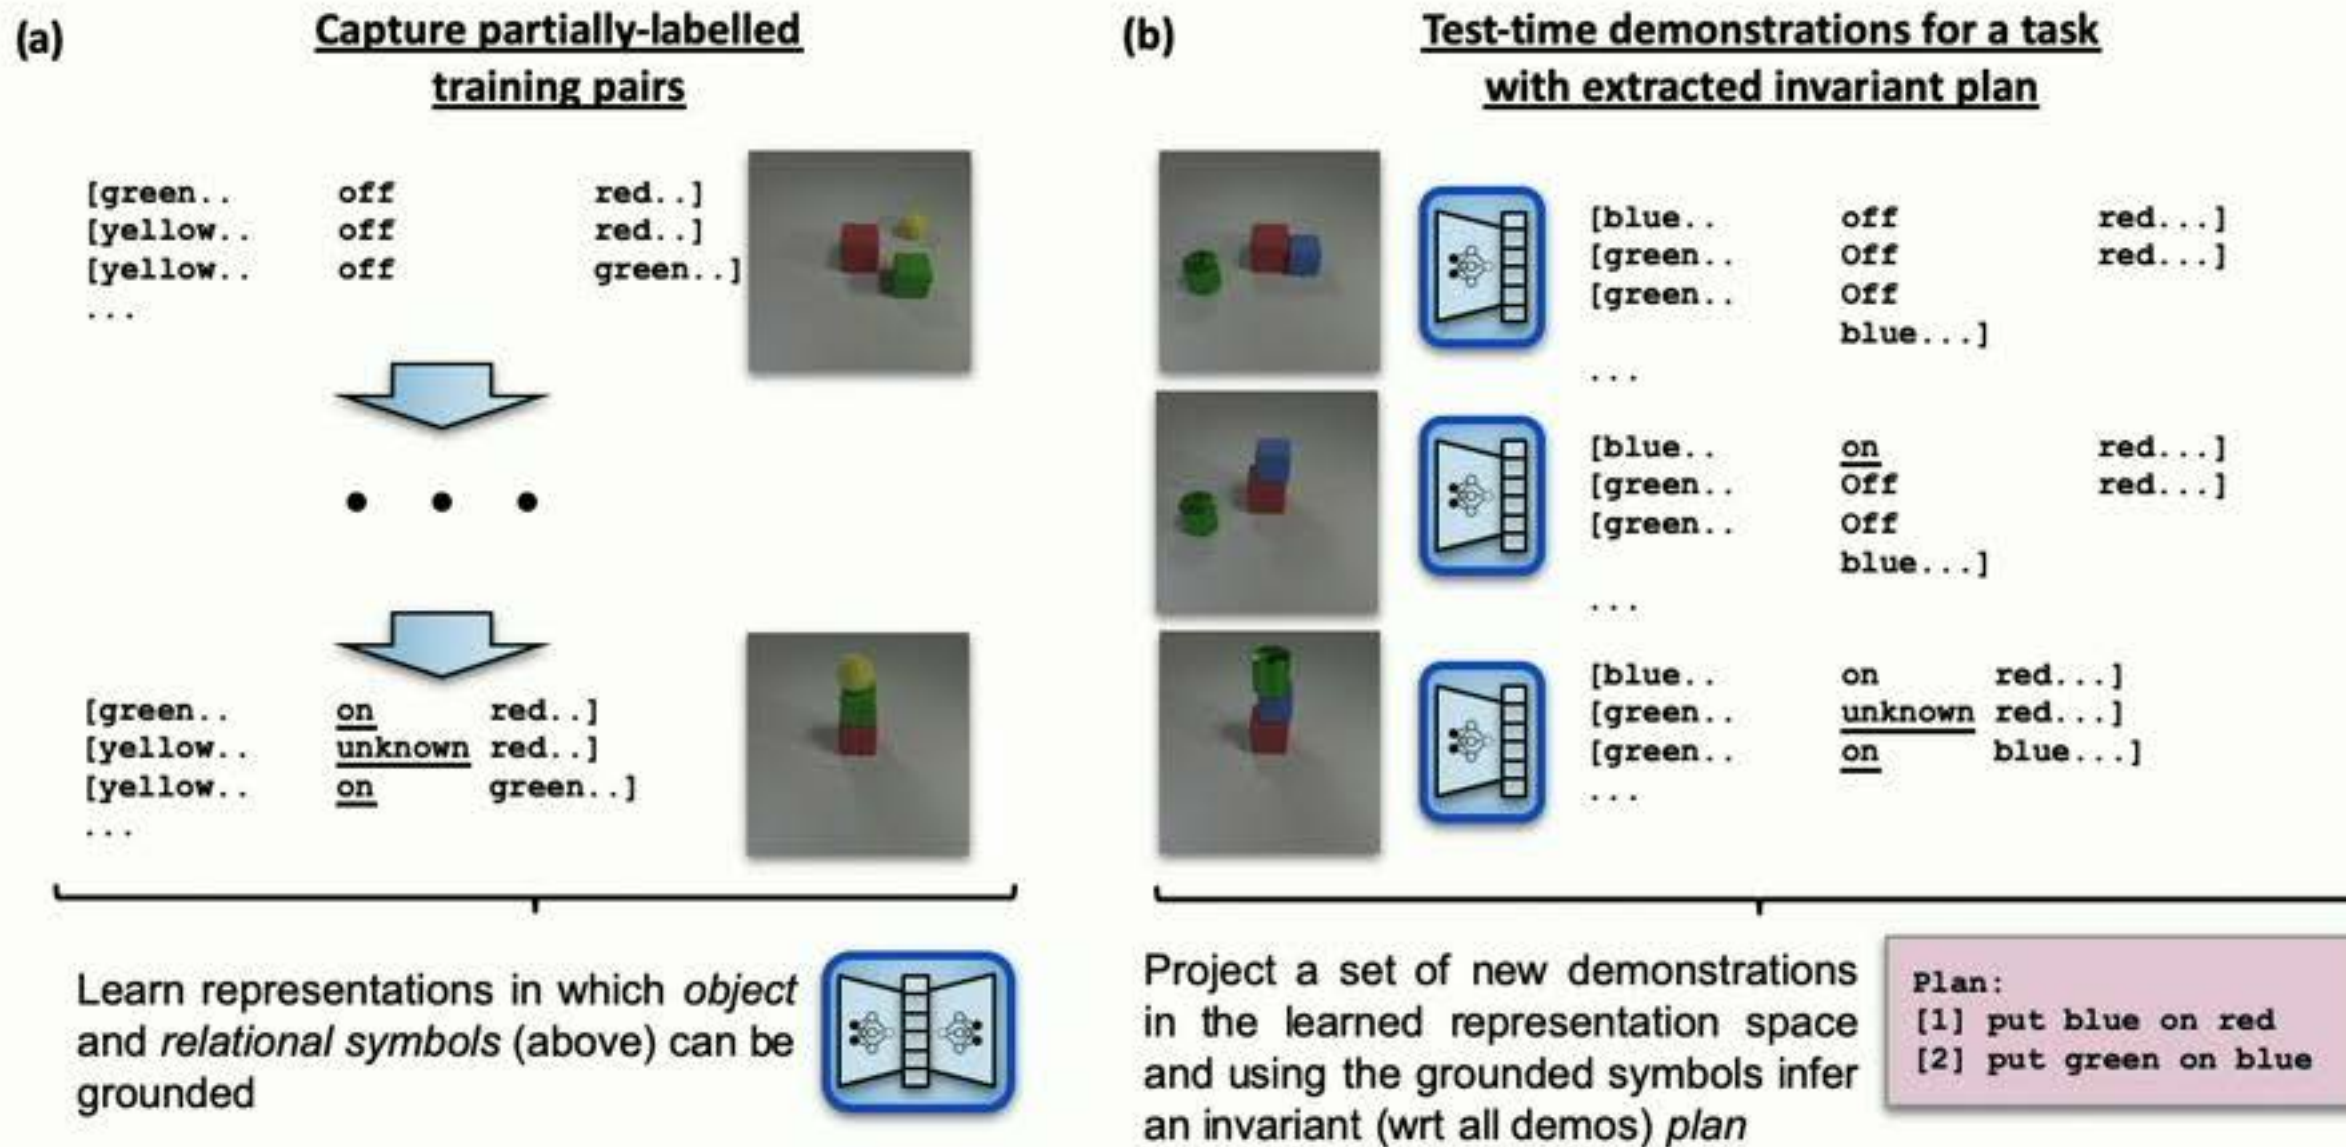 (a)
Capture partially-labelled
training pairs
[green.. off red..]
[yellow.. off red..]
[yellow.. off green..]
...
[green.. on red..]
[yellow.. unknown red..]
[yellow.. on green..]
...
Learn representations in which object
and relational symbols (above) can be
grounded
(b)
Test-time demonstrations for a task
with extracted invariant plan
[blue.. off red...]
[green.. Off red...]
[green.. Off
blue...]
...
[blue.. on red...]
[green.. Off red...]
[green.. Off
blue...]
...
[blue.. on red...]
[green.. unknown red...]
[green.. on blue...]
...
Project a set of new demonstrations
in the learned representation space
and using the grounded symbols infer
an invariant (wrt all demos) plan
Plan:
[1] put blue on red
[2] put green on blue